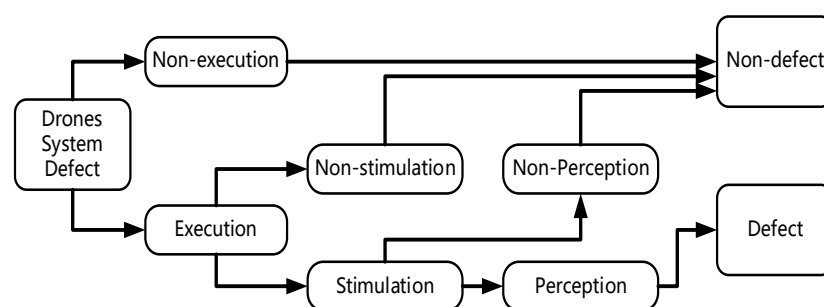 Non-execution
Non-defect
Drones
System
Defect
Non-stimulation
Non-Perception
Execution
Defect
Stimulation
Perception